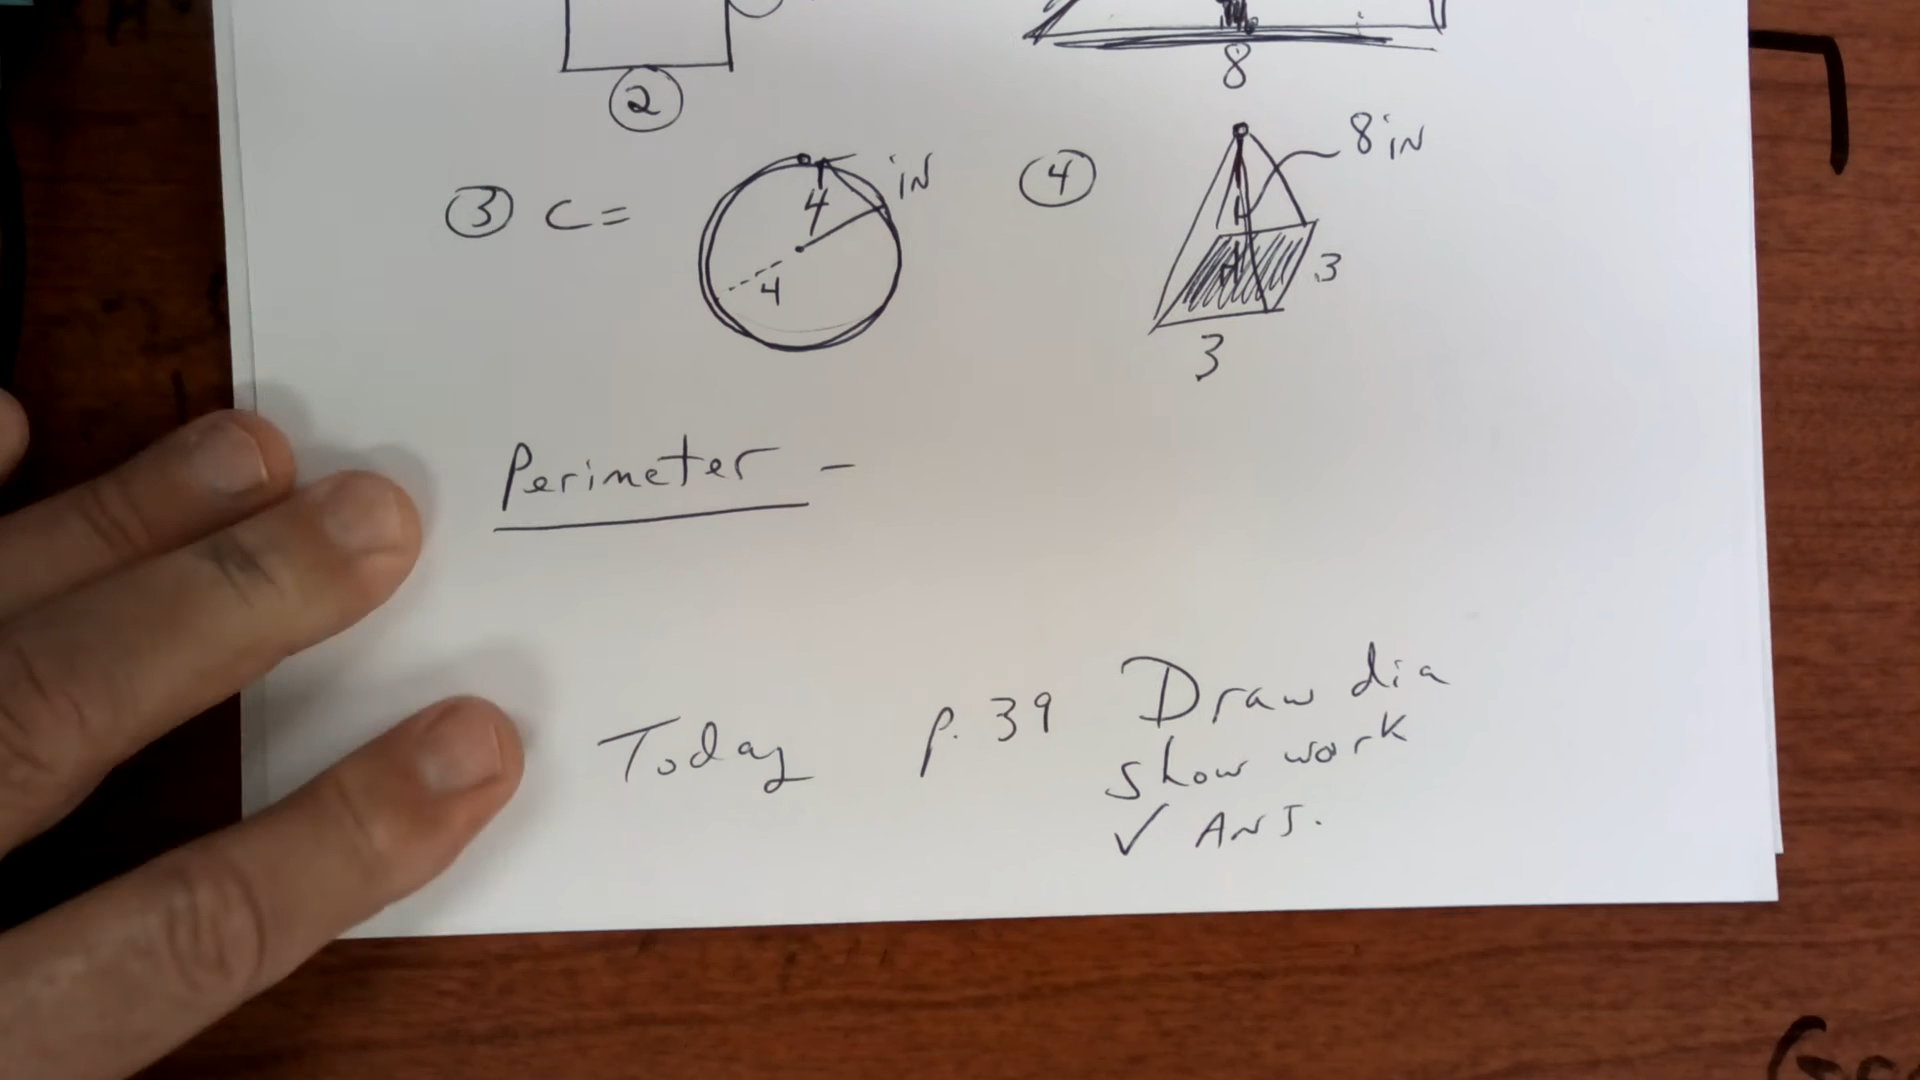 2
8
③ C = 4 in
4
④ 8 in
3
3
Perimeter -
Today p. 39 Draw dia
show work
✓ Ans.